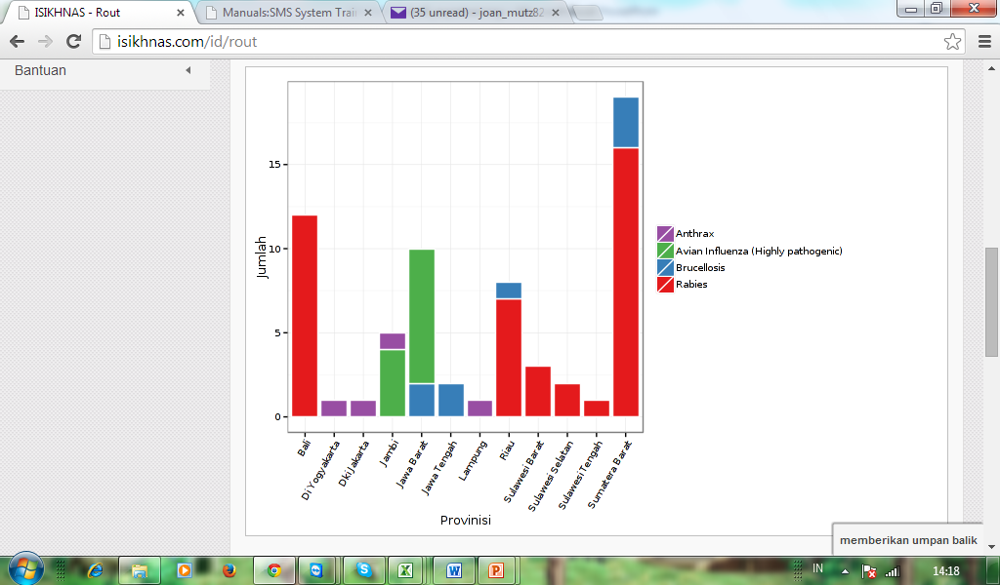 ISIKHNAS - Rout
Manuals:SMS System Trai
(35 unread) - joan_mutz82
isikhnas.com/id/rout
Bantuan
Jumlah
15
10
5
0
Bali
Di Yogyakarta
Dki Jakarta
Jambi
Jawa Barat
Jawa Tengah
Lampung
Riau
Sulawesi Barat
Sulawesi Selatan
Sulawesi Tengah
Sumatera Barat
Provinisi
Anthrax
Avian Influenza (Highly pathogenic)
Brucellosis
Rabies
memberikan umpan balik
IN
14:18